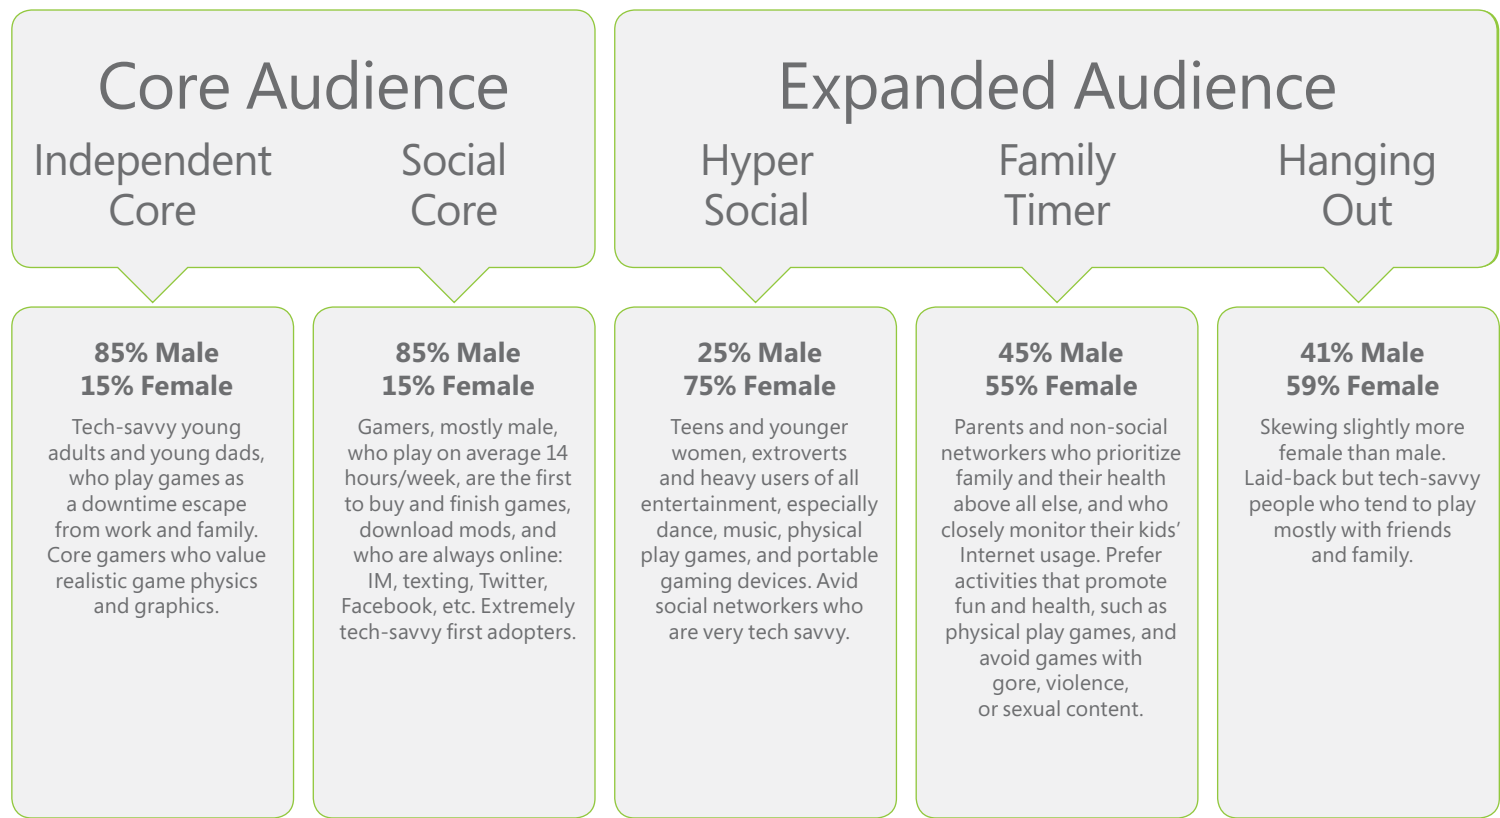 Core Audience
Independent
Core
Social
Core
Expanded Audience
Hyper
Social
Family
Timer
Hanging
Out
85% Male
15% Female
Tech-savvy young
adults and young dads,
who play games as
a downtime escape
from work and family.
Core gamers who value
realistic game physics
and graphics.
85% Male
15% Female
Gamers, mostly male,
who play on average 14
hours/week, are the first
to buy and finish games,
download mods, and
who are always online:
IM, texting, Twitter,
Facebook, etc. Extremely
tech-savvy first adopters.
25% Male
75% Female
Teens and younger
women, extroverts
and heavy users of all
entertainment, especially
dance, music, physical
play games, and portable
gaming devices. Avid
social networkers who
are very tech savvy.
45% Male
55% Female
Parents and non-social
networkers who prioritize
family and their health
above all else, and who
closely monitor their kids’
Internet usage. Prefer
activities that promote
fun and health, such as
physical play games, and
avoid games with
gore, violence,
or sexual content.
41% Male
59% Female
Skewing slightly more
female than male.
Laid-back but tech-savvy
people who tend to play
mostly with friends
and family.